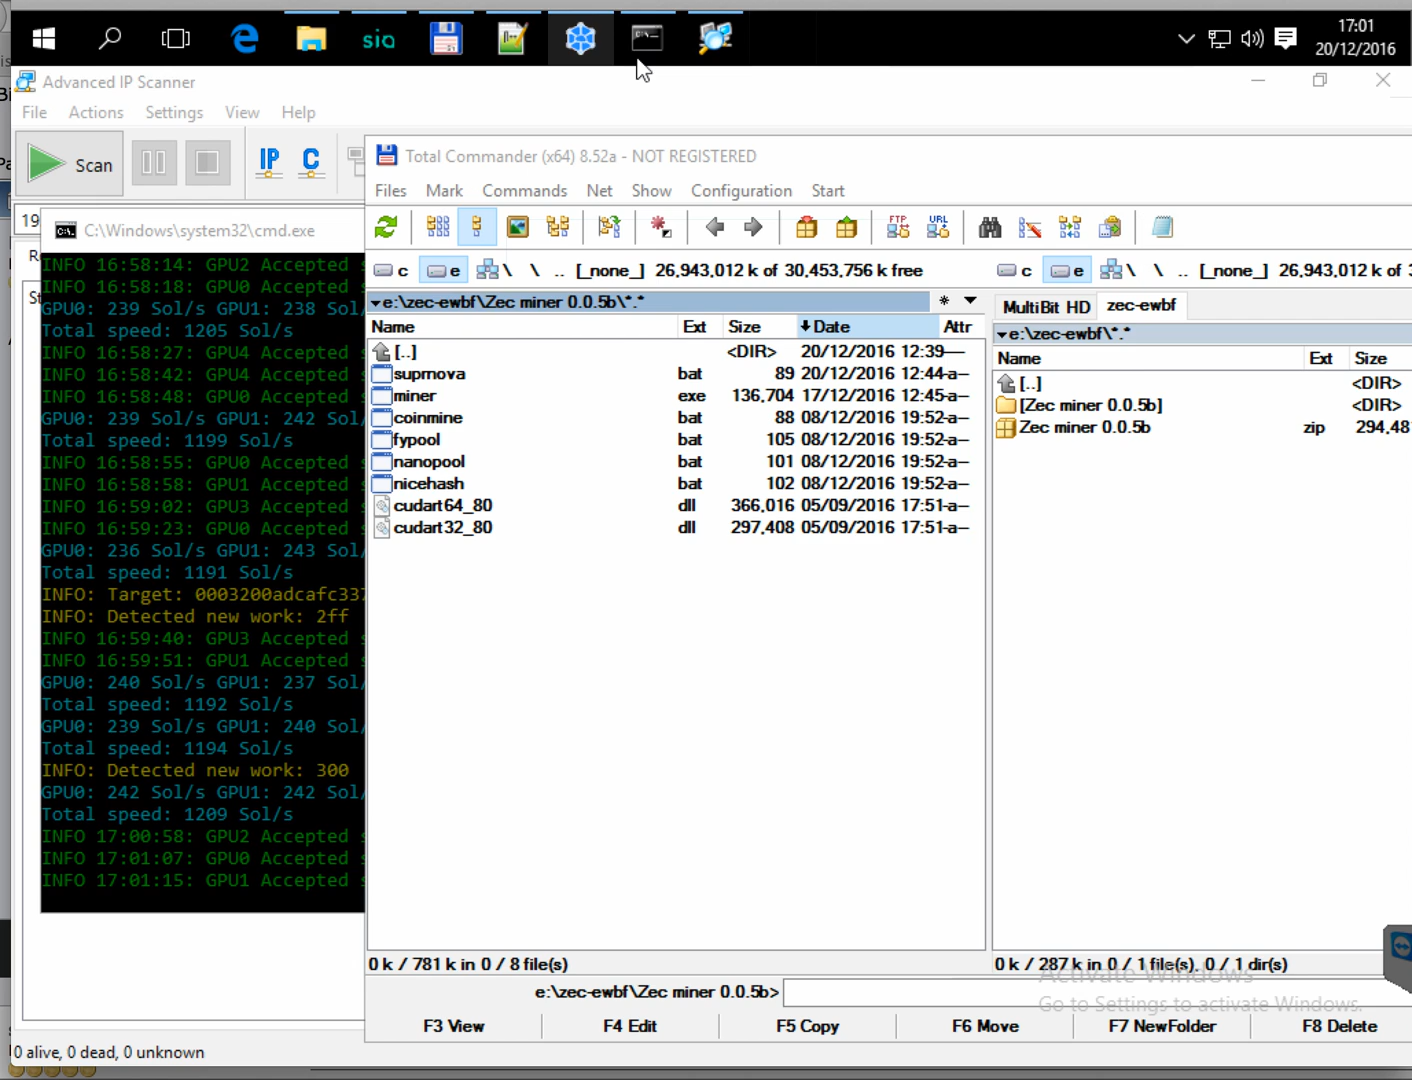 17:01
20/12/2016
sia
Advanced IP Scanner
File Actions Settings View Help
Scan
IP C
19
C:\Windows\system32\cmd.exe
INFO 16:58:14: GPU2 Accepted
INFO 16:58:18: GPU0 Accepted
GPU0: 239 Sol/s GPU1: 238 Sol/
Total speed: 1205 Sol/s
INFO 16:58:27: GPU4 Accepted
INFO 16:58:42: GPU4 Accepted
INFO 16:58:48: GPU0 Accepted
GPU0: 239 Sol/s GPU1: 242 Sol/
Total speed: 1199 Sol/s
INFO 16:58:55: GPU0 Accepted
INFO 16:58:58: GPU1 Accepted
INFO 16:59:02: GPU3 Accepted
INFO 16:59:23: GPU0 Accepted
GPU0: 236 Sol/s GPU1: 243 Sol/
Total speed: 1191 Sol/s
INFO: Target: 0003200adcafc337
INFO: Detected new work: 2ff
INFO 16:59:40: GPU3 Accepted
INFO 16:59:51: GPU1 Accepted
GPU0: 240 Sol/s GPU1: 237 Sol/
Total speed: 1192 Sol/s
GPU0: 239 Sol/s GPU1: 240 Sol/
Total speed: 1194 Sol/s
INFO: Detected new work: 300
GPU0: 242 Sol/s GPU1: 242 Sol/
Total speed: 1209 Sol/s
INFO 17:00:58: GPU2 Accepted
INFO 17:01:07: GPU0 Accepted
INFO 17:01:15: GPU1 Accepted
Total Commander (x64) 8.52a - NOT REGISTERED
Files Mark Commands Net Show Configuration Start
FTP URL
c e \ \ .. [_none_] 26,943,012 k of 30,453,756 k free
e:\zec-ewbf\Zec miner 0.0.5b\*.* *
Name Ext Size Date Attr
[..] <DIR> 20/12/2016 12:39----
suprnova bat 89 20/12/2016 12:44-a--
miner exe 136,704 17/12/2016 12:45-a--
coinmine bat 88 08/12/2016 19:52-a--
fypool bat 105 08/12/2016 19:52-a--
nanopool bat 101 08/12/2016 19:52-a--
nicehash bat 102 08/12/2016 19:52-a--
cudart64_80 dll 366,016 05/09/2016 17:51-a--
cudart32_80 dll 297,408 05/09/2016 17:51-a--
0 k / 781 k in 0 / 8 file(s)
c e \ \ .. [_none_] 26,943,012 k of 3
MultiBit HD zec-ewbf
e:\zec-ewbf\*.*
Name Ext Size
[..] <DIR>
[Zec miner 0.0.5b] <DIR>
Zec miner 0.0.5b zip 294,48
0 k / 287 k in 0 / 1 file(s), 0 / 1 dir(s)
Activate Windows
Go to Settings to activate Windows.
e:\zec-ewbf\Zec miner 0.0.5b>
F3 View F4 Edit F5 Copy F6 Move F7 NewFolder F8 Delete
0 alive, 0 dead, 0 unknown